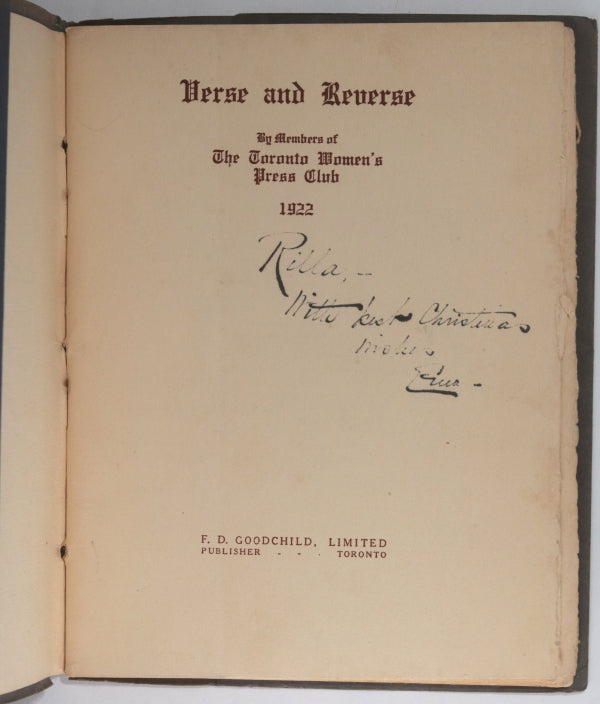 Verse and Reverse
By Members of
The Toronto Women's
Press Club
1922
Rilla,–
With best Christmas
wishes
F. D. GOODCHILD, LIMITED
PUBLISHER - - - TORONTO